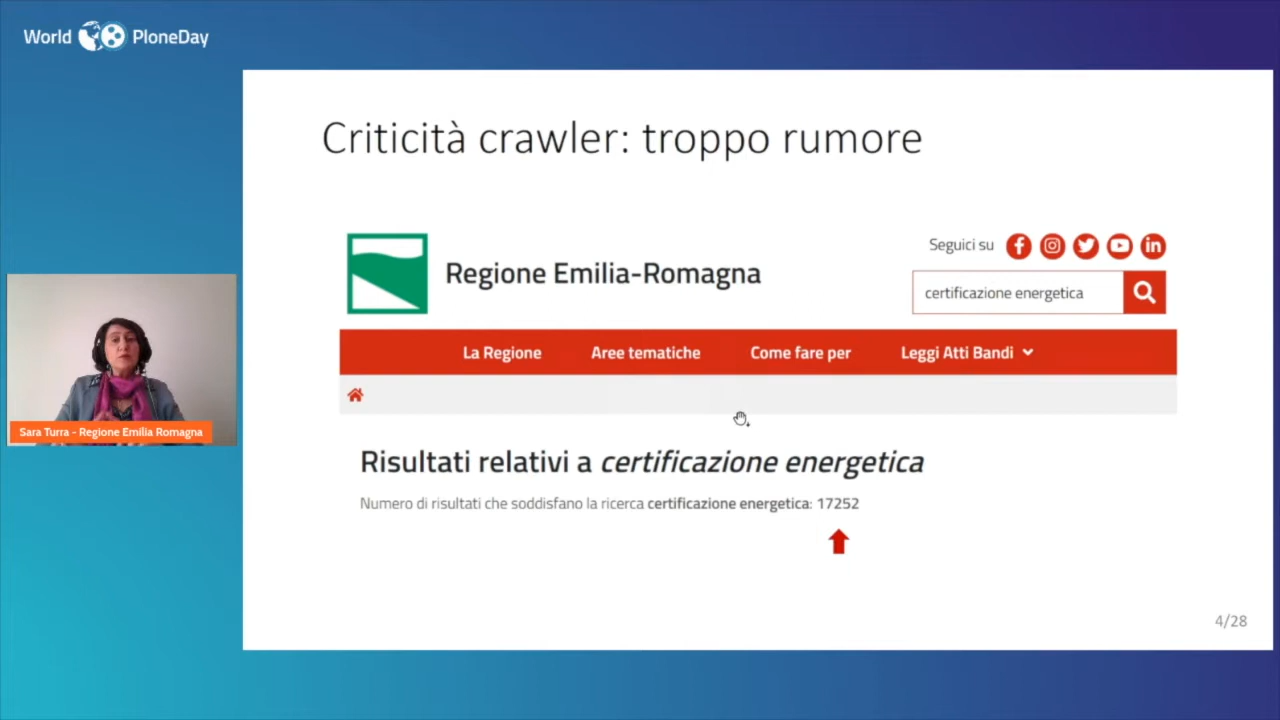 World PloneDay
Criticità crawler: troppo rumore
Regione Emilia-Romagna
Seguici su
certificazione energetica
La Regione Aree tematiche Come fare per Leggi Atti Bandi
Risultati relativi a certificazione energetica
Numero di risultati che soddisfano la ricerca certificazione energetica: 17252
Sara Turra - Regione Emilia Romagna
4/28